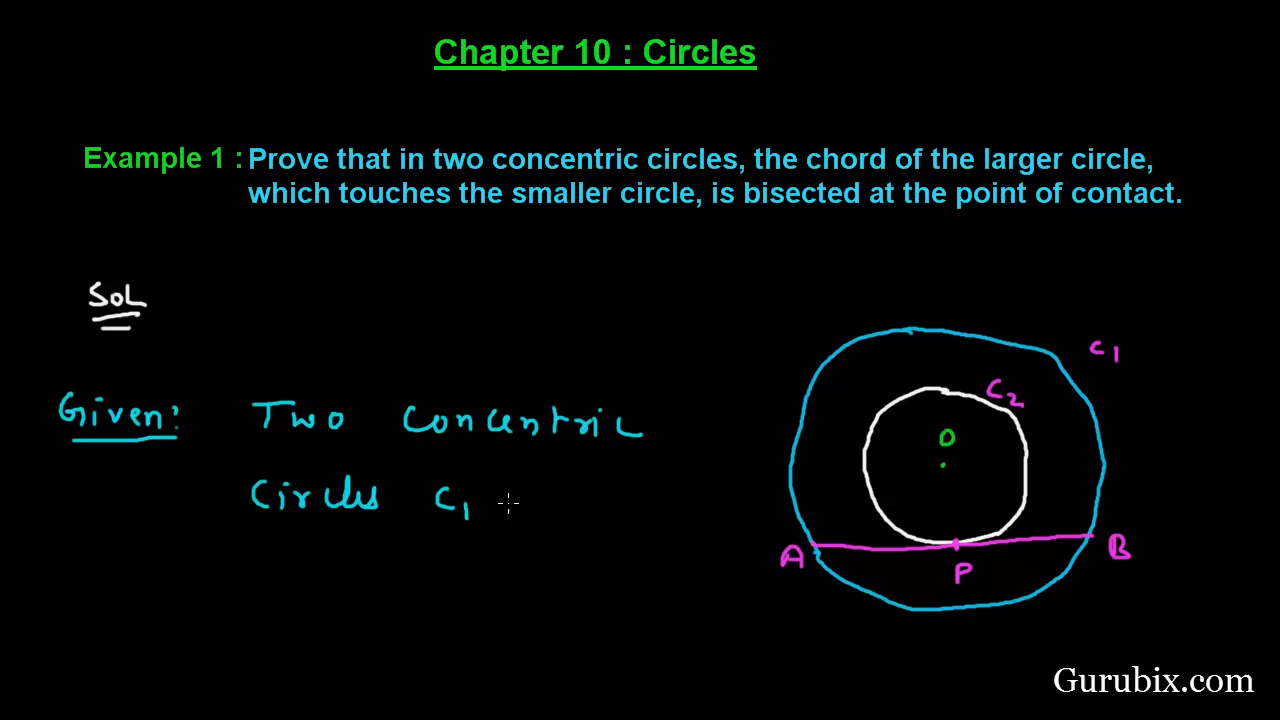 Chapter 10 : Circles
Example 1 : Prove that in two concentric circles, the chord of the larger circle,
which touches the smaller circle, is bisected at the point of contact.
Sol
Given: Two Concentric
Circles C1
C1
C2
O
A
P
B
Gurubix.com